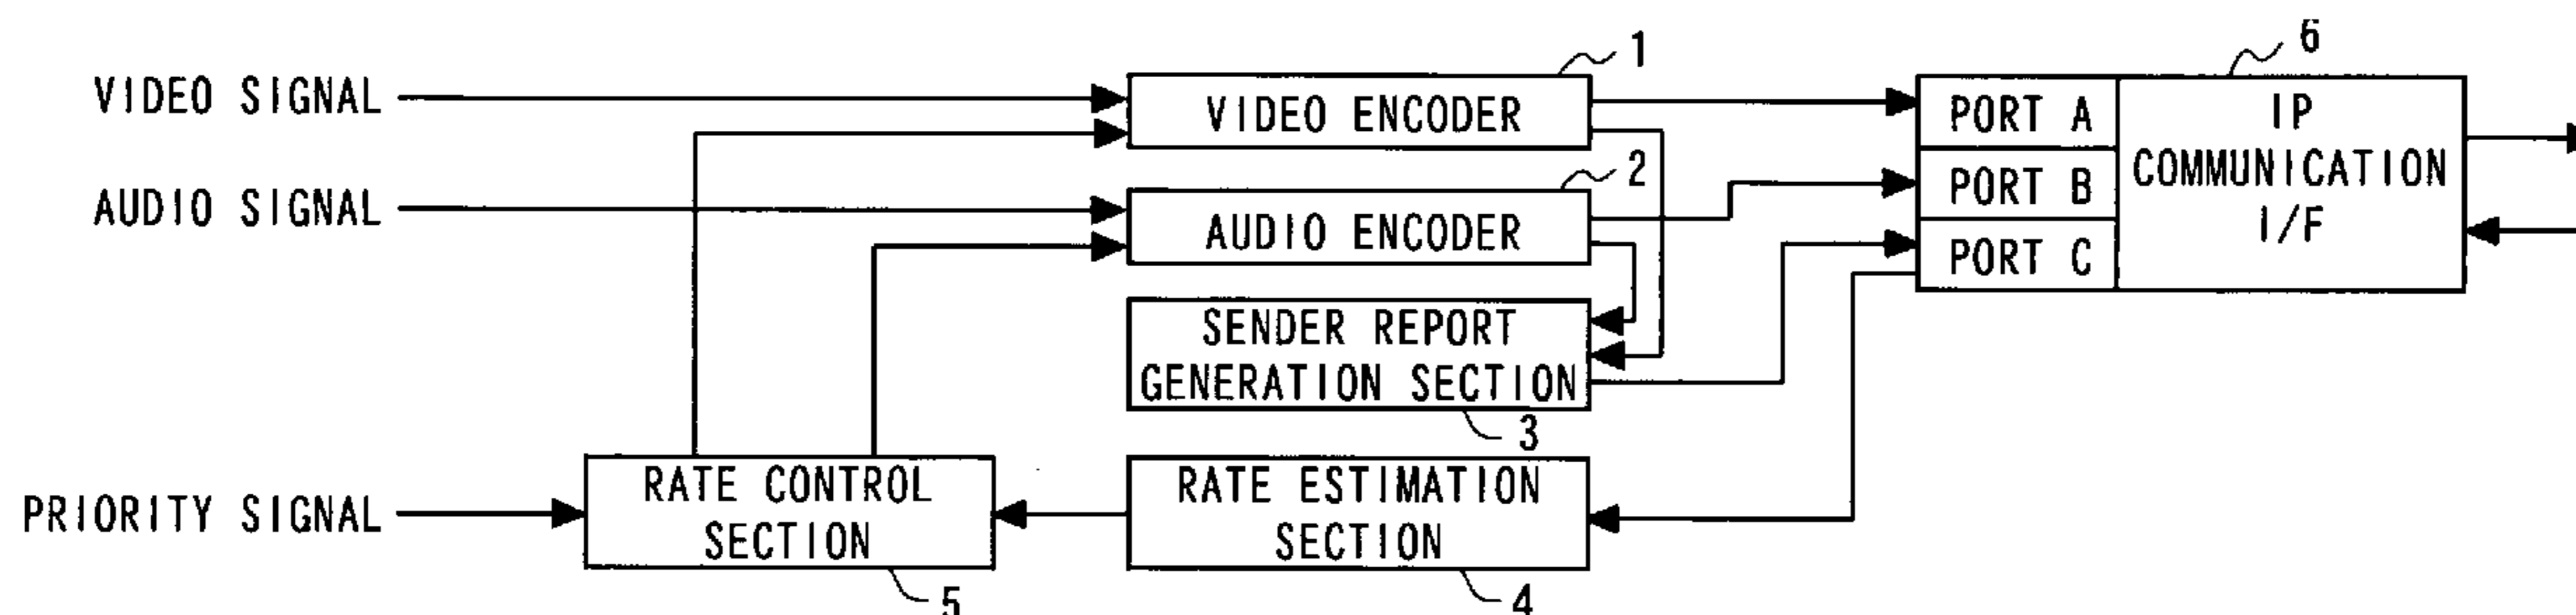 6
1
VIDEO SIGNAL
VIDEO ENCODER
PORT A
IP
COMMUNICATION
I/F
2
PORT B
AUDIO SIGNAL
AUDIO ENCODER
PORT C
SENDER REPORT
GENERATION SECTION
3
RATE CONTROL
SECTION
RATE ESTIMATION
SECTION
PRIORITY SIGNAL
5
4